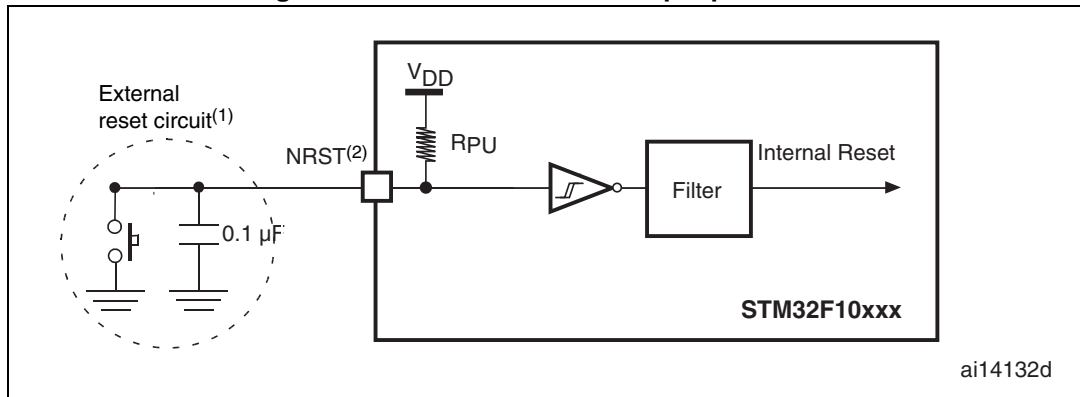 VDD
External
reset circuit(1)
NRST(2)
RPU
Internal Reset
Filter
0.1 µF
STM32F10xxx
ai14132d